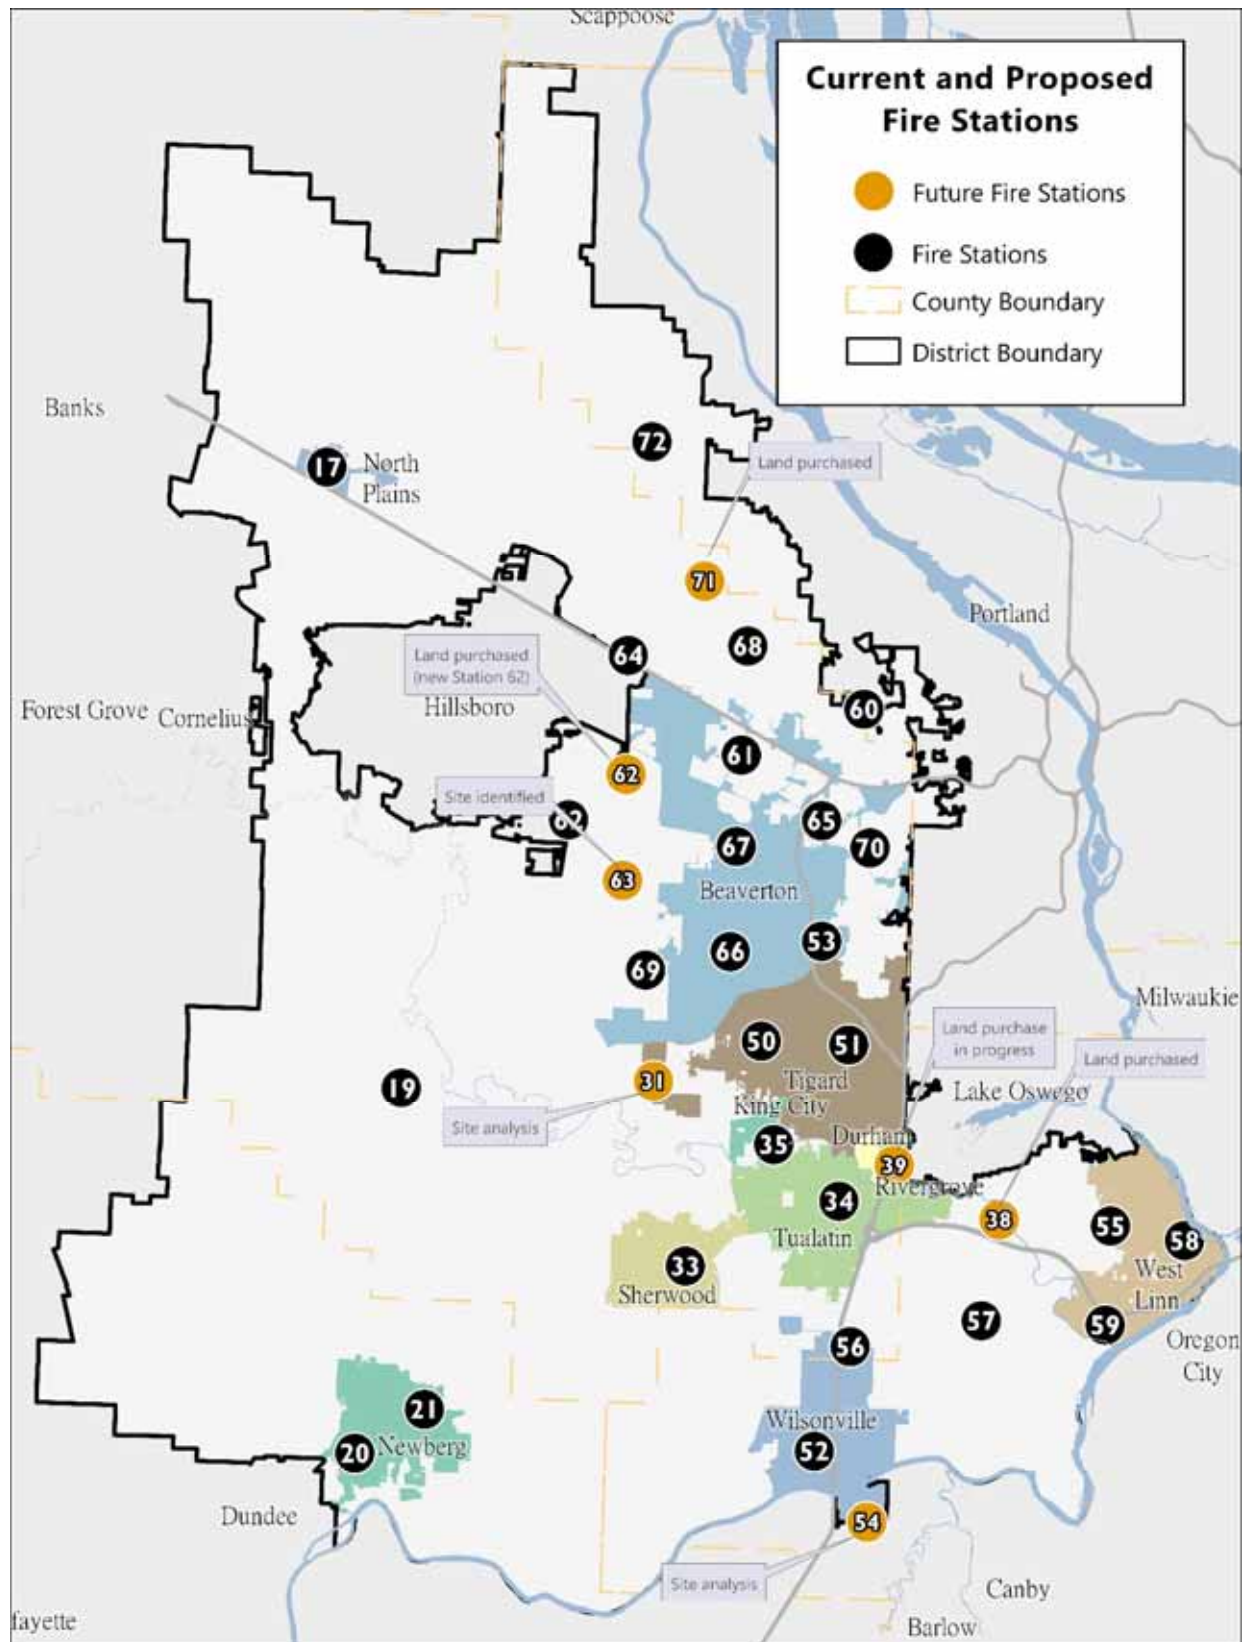 Scappoose
Current and Proposed
Fire Stations
Future Fire Stations
Fire Stations
County Boundary
District Boundary
Banks
72
17
North
Plains
Land purchased
71
Portland
68
64
Land purchased
(new Station 62)
Hillsboro
Forest Grove
Cornelius
60
61
62
Site identified
62
65
67
70
63
Beaverton
53
66
69
Milwaukie
Land purchase
in progress
50
51
Land purchased
31
Tigard
19
Lake Oswego
King City
Site analysis
Durham
35
39
Rivergrove
34
38
55
Tualatin
58
33
West
Linn
Sherwood
57
59
56
Oregon
City
21
Wilsonville
20
Newberg
52
Dundee
54
Site analysis
Canby
fayette
Barlow